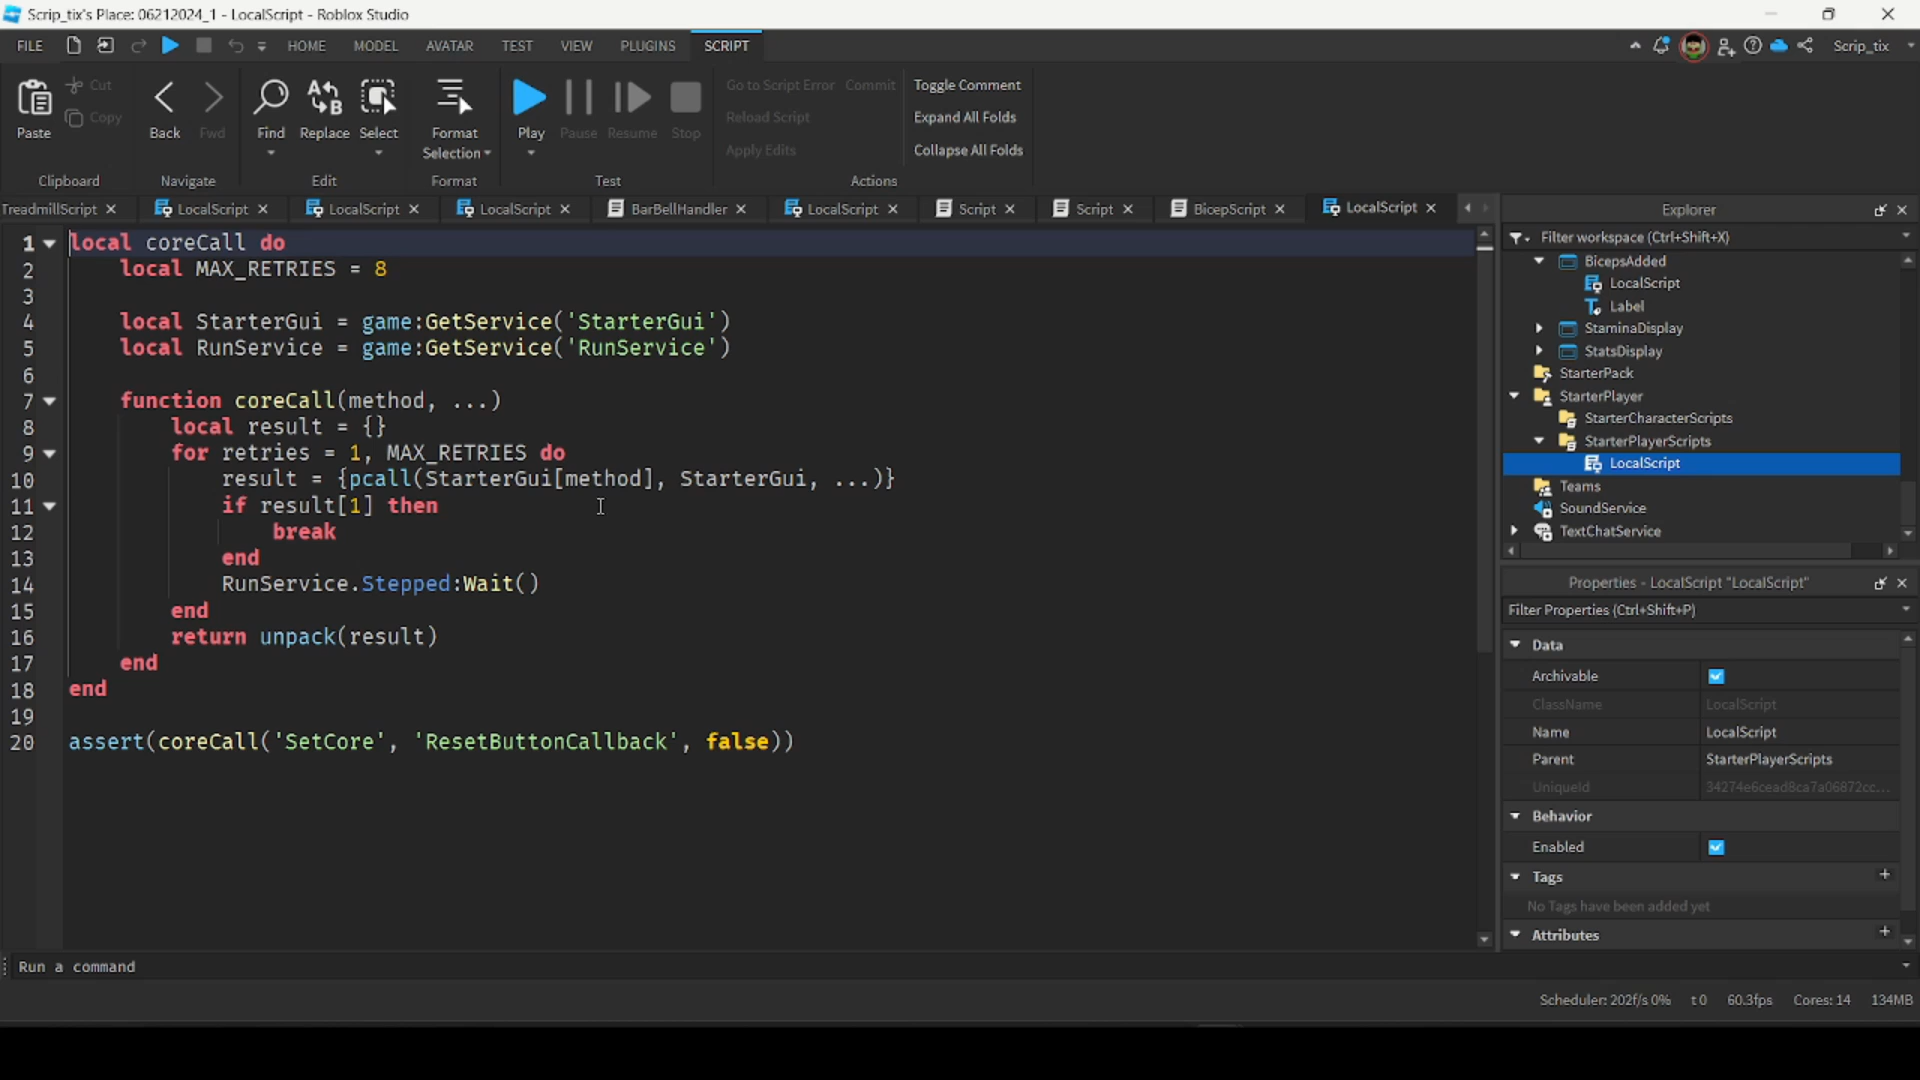 Scrip_tix's Place: 06212024_1 - LocalScript - Roblox Studio
FILE HOME MODEL AVATAR TEST VIEW PLUGINS SCRIPT Scrip_tix
Paste Cut Copy
Back Fwd
Find Replace Select
Format Selection
Play Pause Resume Stop
Go to Script Error Commit Toggle Comment
Reload Script Expand All Folds
Apply Edits Collapse All Folds
Clipboard Navigate Edit Format Test Actions
TreadmillScript LocalScript LocalScript LocalScript BarBellHandler LocalScript Script Script BicepScript LocalScript
1 local coreCall do
2 local MAX_RETRIES = 8
3
4 local StarterGui = game:GetService('StarterGui')
5 local RunService = game:GetService('RunService')
6
7 function coreCall(method, ...)
8 local result = {}
9 for retries = 1, MAX_RETRIES do
10 result = {pcall(StarterGui[method], StarterGui, ...)}
11 if result[1] then
12 break
13 end
14 RunService.Stepped:Wait()
15 end
16 return unpack(result)
17 end
18 end
19
20 assert(coreCall('SetCore', 'ResetButtonCallback', false))
Explorer
Filter workspace (Ctrl+Shift+X)
BicepsAdded
LocalScript
Label
StaminaDisplay
StatsDisplay
StarterPack
StarterPlayer
StarterCharacterScripts
StarterPlayerScripts
LocalScript
Teams
SoundService
TextChatService
Properties - LocalScript "LocalScript"
Filter Properties (Ctrl+Shift+P)
Data
Archivable
ClassName LocalScript
Name LocalScript
Parent StarterPlayerScripts
UniqueId 34274e6cead8ca7a06872cc...
Behavior
Enabled
Tags +
No Tags have been added yet
Attributes +
Run a command
Scheduler: 202f/s 0% t 0 60.3fps Cores: 14 134MB